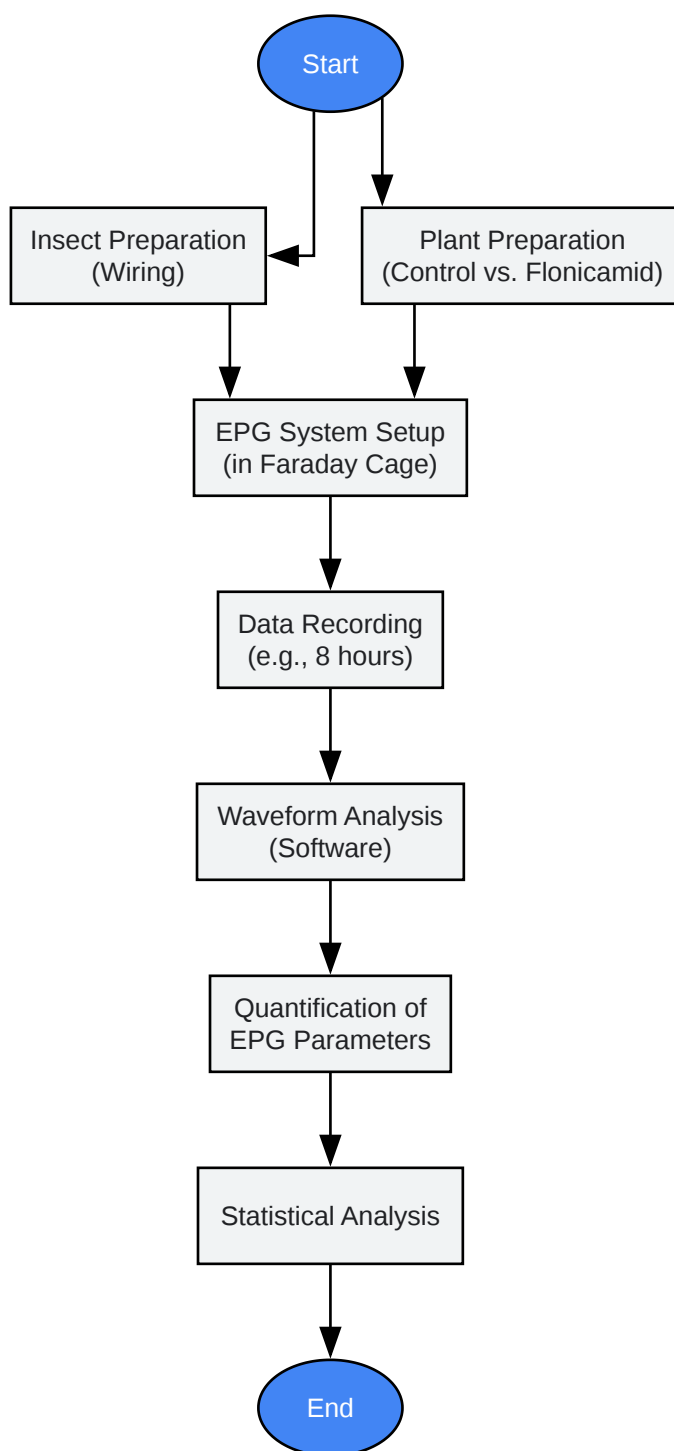 Start
Insect Preparation
(Wiring)
Plant Preparation
(Control vs. Flonicamid)
EPG System Setup
(in Faraday Cage)
Data Recording
(e.g., 8 hours)
Waveform Analysis
(Software)
Quantification of
EPG Parameters
Statistical Analysis
End